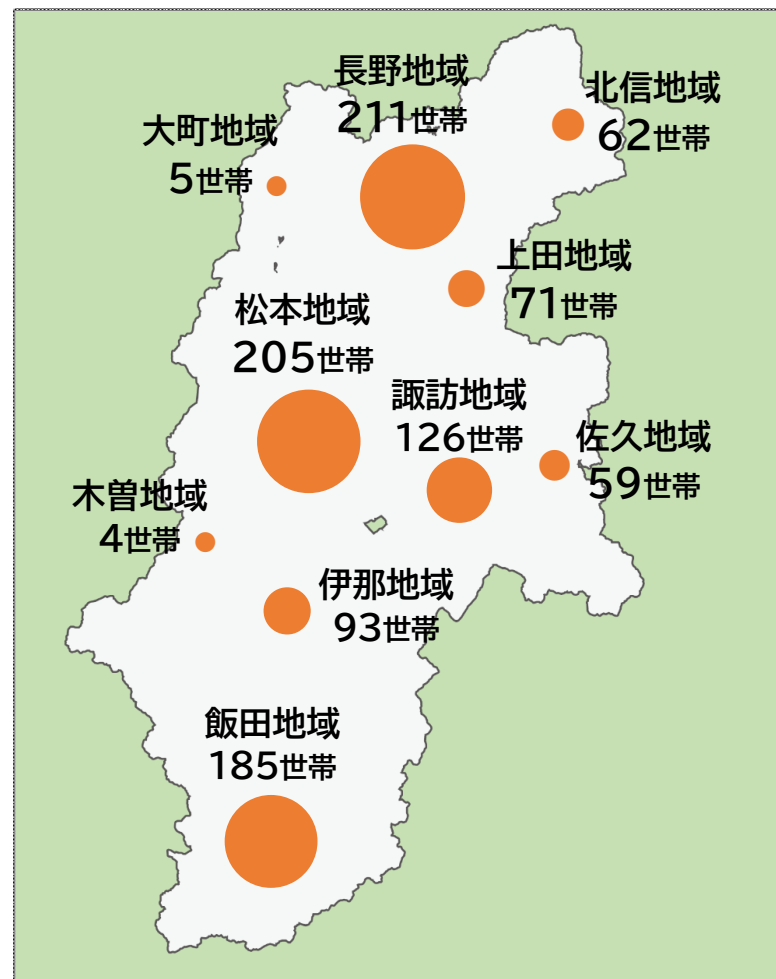 長野地域
211世帯
北信地域
62世帯
大町地域
5世帯
上田地域
71世帯
松本地域
205世帯
諏訪地域
126世帯
佐久地域
59世帯
木曽地域
4世帯
伊那地域
93世帯
飯田地域
185世帯